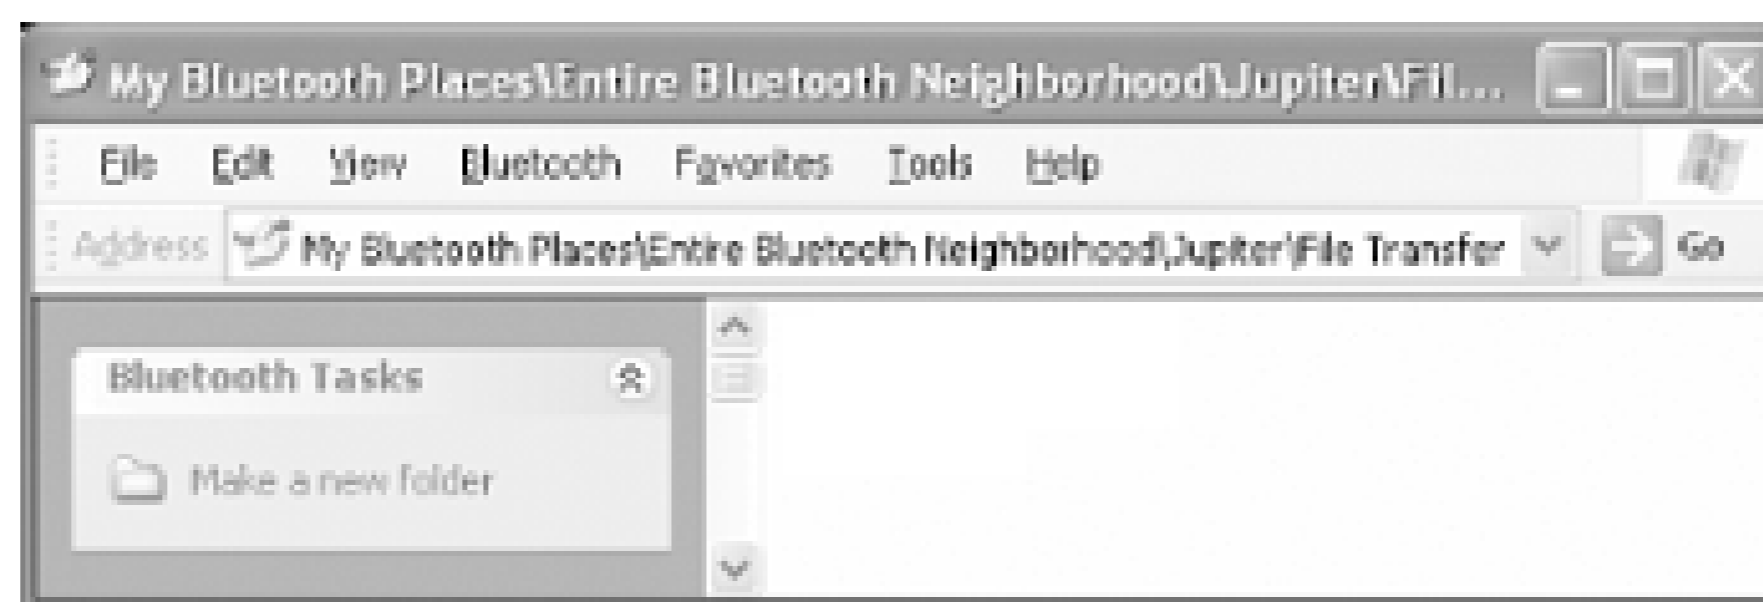 My Bluetooth Places\Entire Bluetooth Neighborhood\Jupiter\Fil...
File Edit View Bluetooth Favorites Tools Help
Address My Bluetooth Places\Entire Bluetooth Neighborhood\Jupiter\File Transfer Go
Bluetooth Tasks
Make a new folder